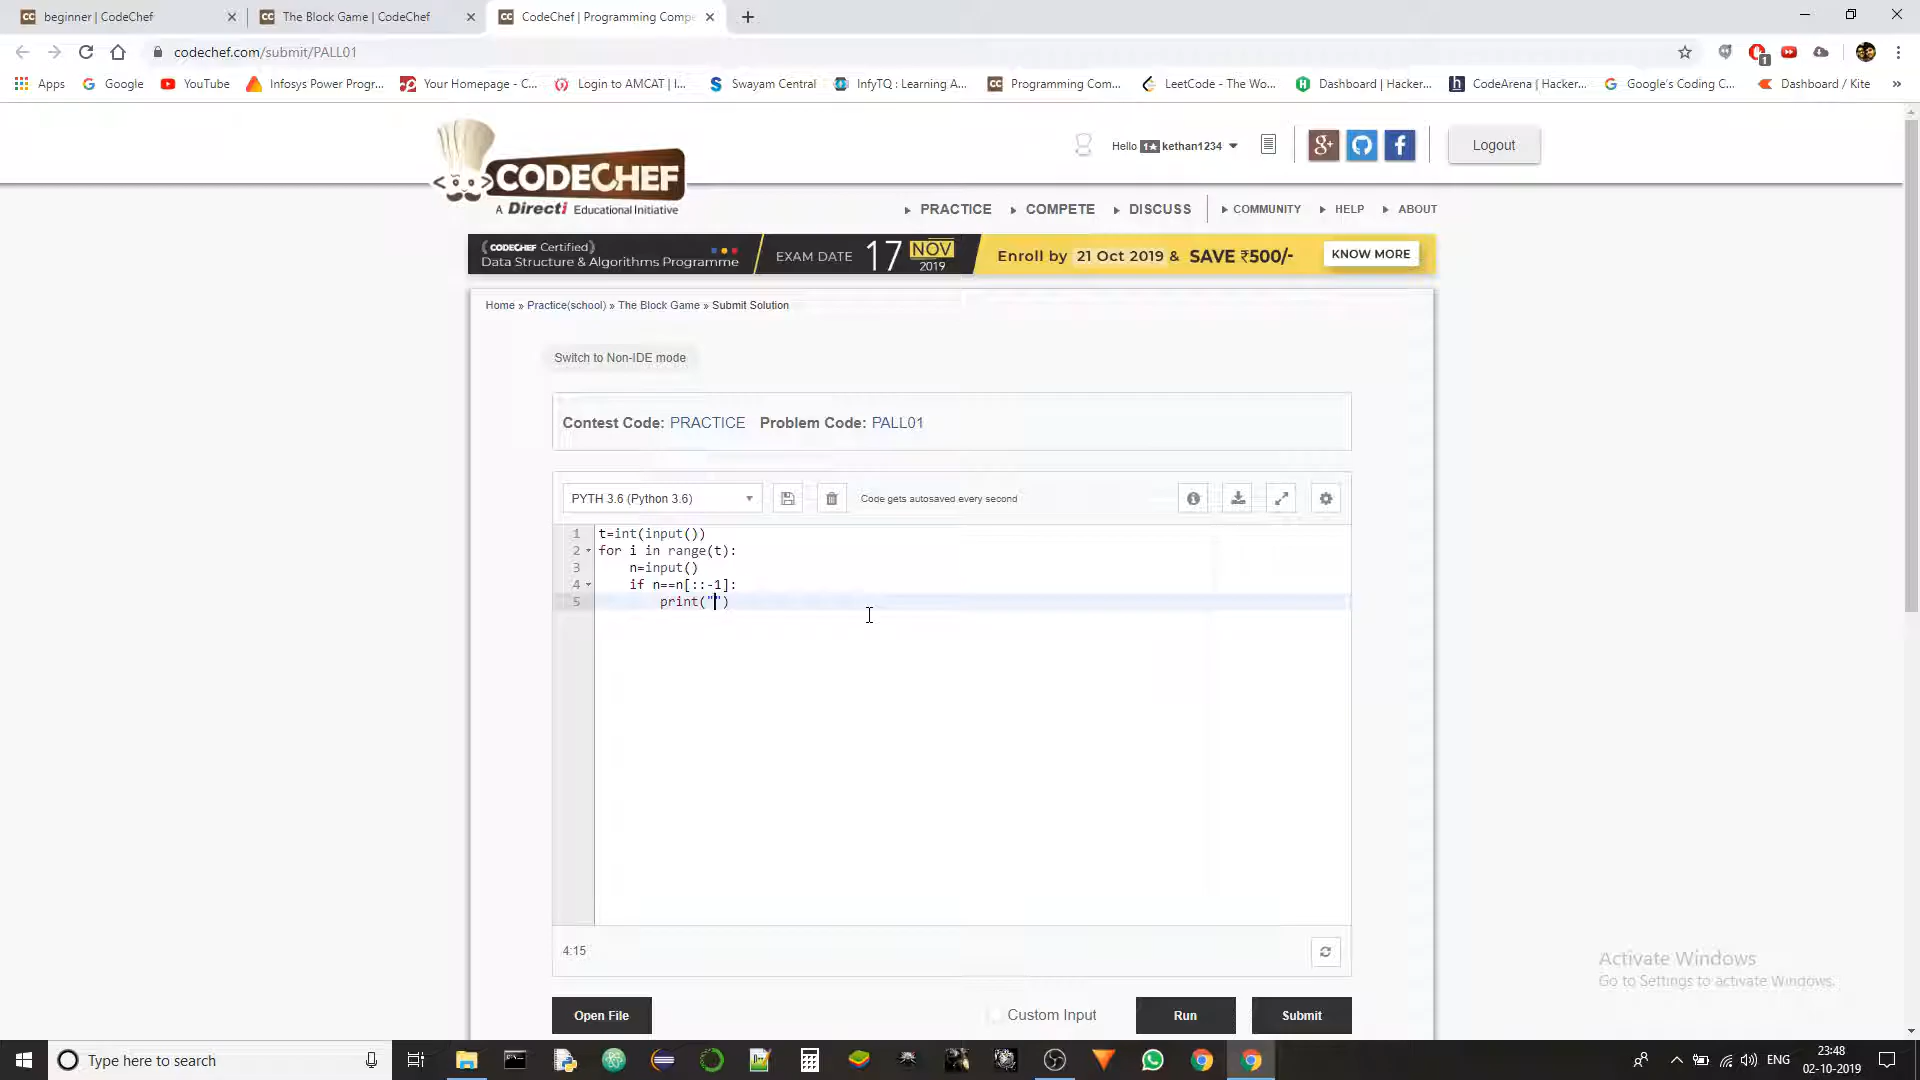 beginner | CodeChef
The Block Game | CodeChef
CodeChef | Programming Compe
codechef.com/submit/PALL01
Apps
Google
YouTube
Infosys Power Progr...
Your Homepage - C...
Login to AMCAT | I...
Swayam Central
InfyTQ : Learning A...
Programming Com...
LeetCode - The Wo...
Dashboard | Hacker...
CodeArena | Hacker...
Google's Coding C...
Dashboard / Kite
»
CODECHEF
A Directi Educational Initiative
Hello 1★ kethan1234
Logout
PRACTICE
COMPETE
DISCUSS
COMMUNITY
HELP
ABOUT
CODECHEF Certified
Data Structure & Algorithms Programme
EXAM DATE 17 NOV 2019
Enroll by 21 Oct 2019 & SAVE ₹500/-
KNOW MORE
Home » Practice(school) » The Block Game » Submit Solution
Switch to Non-IDE mode
Contest Code: PRACTICE Problem Code: PALL01
PYTH 3.6 (Python 3.6)
Code gets autosaved every second
1 t=int(input())
2 for i in range(t):
3 n=input()
4 if n==n[::-1]:
5 print("")
4:15
Open File
Custom Input
Run
Submit
Activate Windows
Go to Settings to activate Windows.
Type here to search
ENG
23:48
02-10-2019